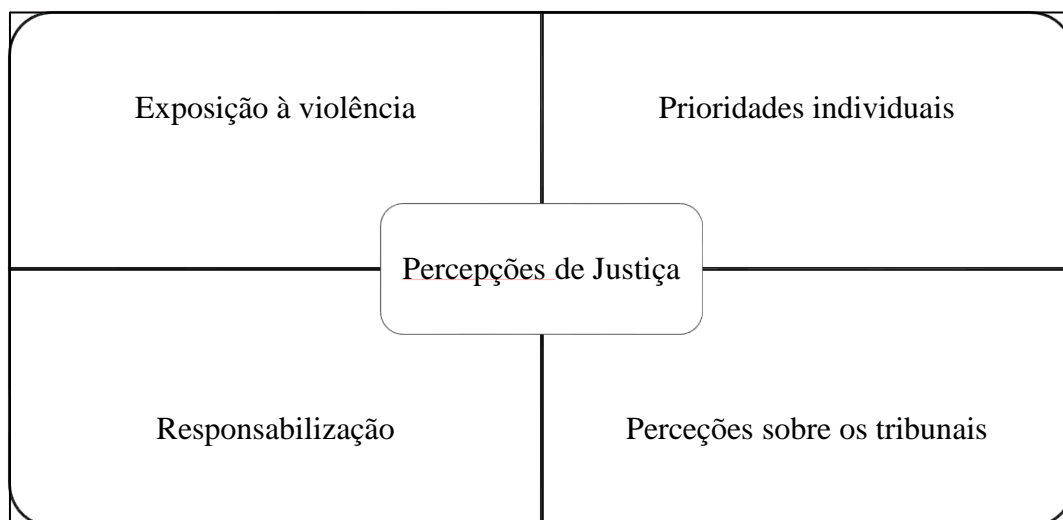 Exposição à violência
Prioridades individuais
Percepções de Justiça
Responsabilização
Perceções sobre os tribunais